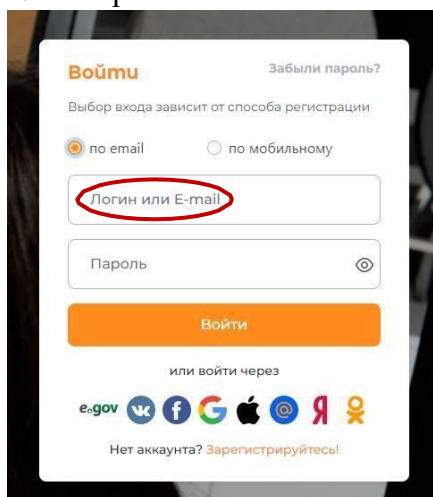 Войти
Забыли пароль?
Выбор входа зависит от способа регистрации
по email
по мобильному
Логин или E-mail
Пароль
Войти
или войти через
egov
Нет аккаунта? Зарегистрируйтесь!